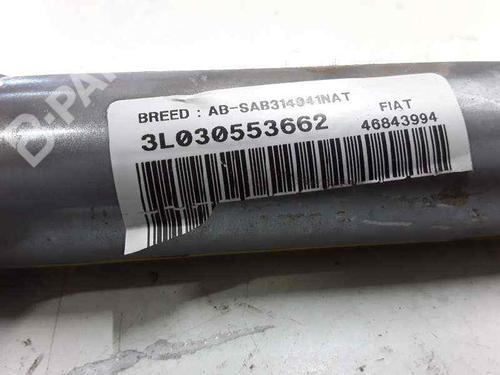 B-PARTS
BREED : AB-SAB314941NAT
FIAT
3L030553662
46843994